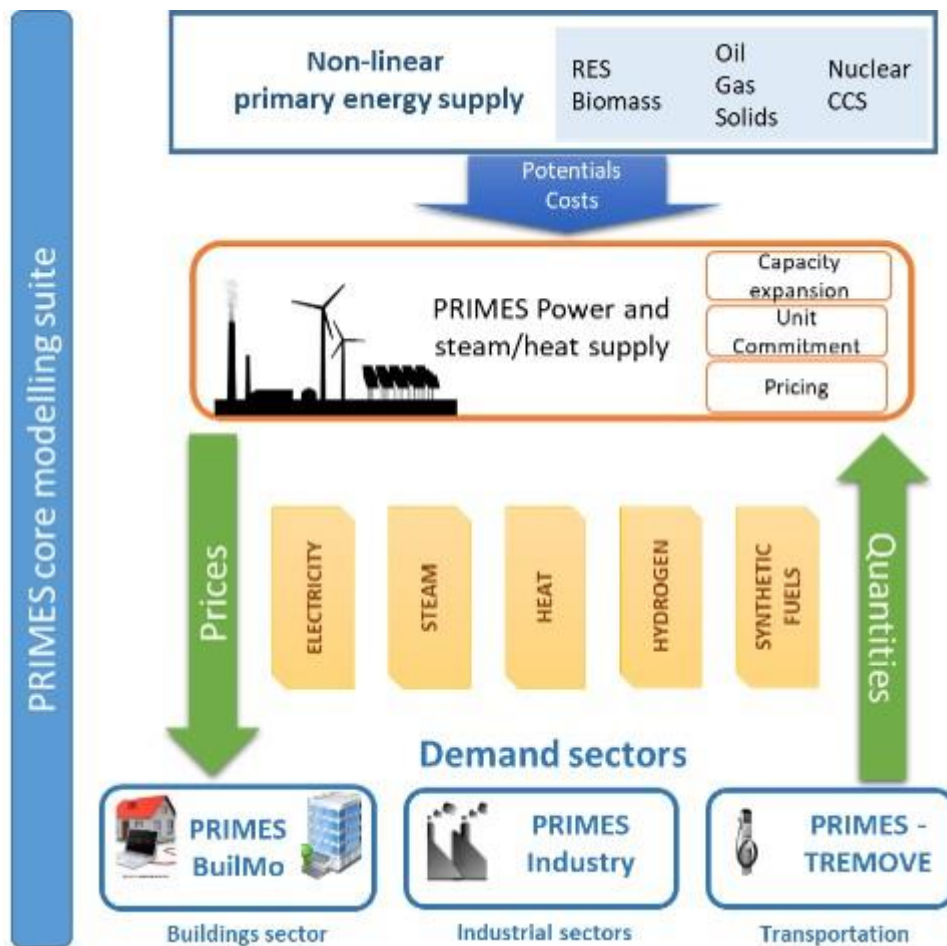 PRIMES core modelling suite
Non-linear
primary energy supply
RES
Biomass
Oil
Gas
Solids
Nuclear
CCS
Potentials
Costs
PRIMES Power and
steam/heat supply
Capacity
expansion
Unit
Commitment
Pricing
Prices
ELECTRICITY
STEAM
HEAT
HYDROGEN
SYNTHETIC
FUELS
Quantities
Demand sectors
PRIMES
BuilMo
PRIMES
Industry
PRIMES -
TREMOVE
Buildings sector
Industrial sectors
Transportation